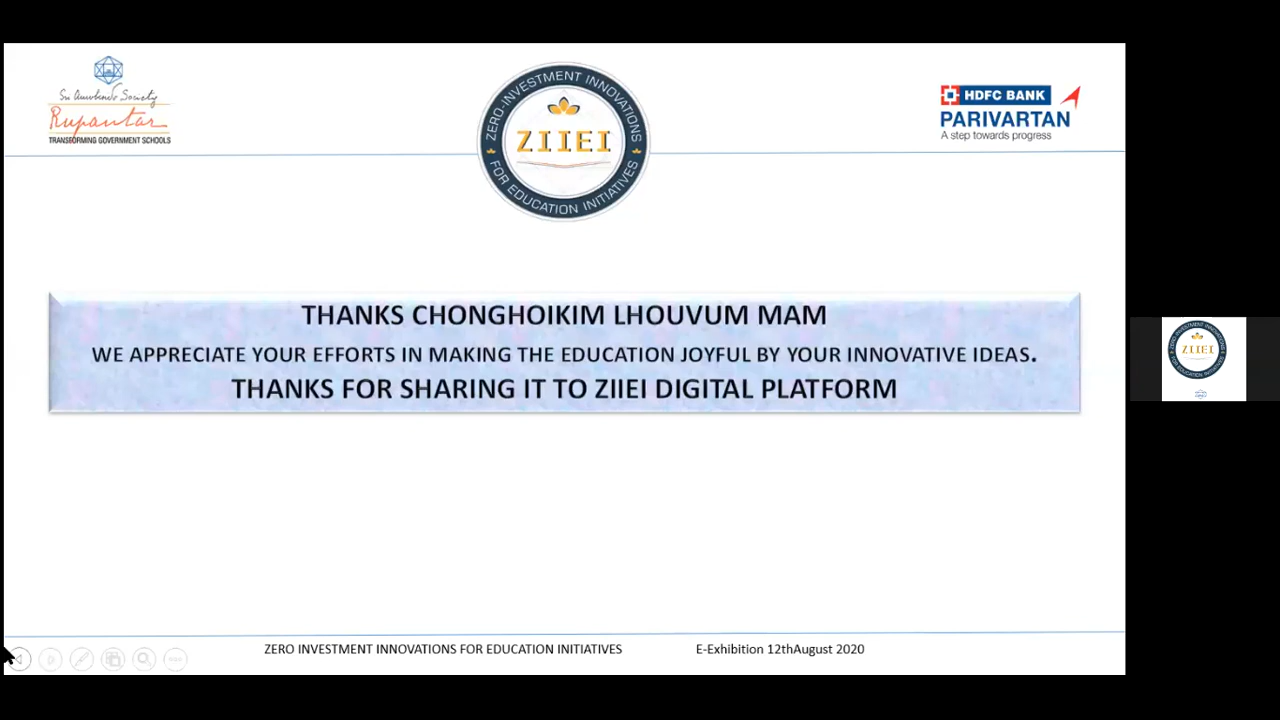 Sri Aurobindo Society
Rupantar
TRANSFORMING GOVERNMENT SCHOOLS
ZERO-INVESTMENT INNOVATIONS
ZIIEI
FOR EDUCATION INITIATIVES
HDFC BANK
PARIVARTAN
A step towards progress
THANKS CHONGHOIKIM LHOUVUM MAM
WE APPRECIATE YOUR EFFORTS IN MAKING THE EDUCATION JOYFUL BY YOUR INNOVATIVE IDEAS.
THANKS FOR SHARING IT TO ZIIEI DIGITAL PLATFORM
ZIIEI
ZERO INVESTMENT INNOVATIONS FOR EDUCATION INITIATIVES
E-Exhibition 12thAugust 2020